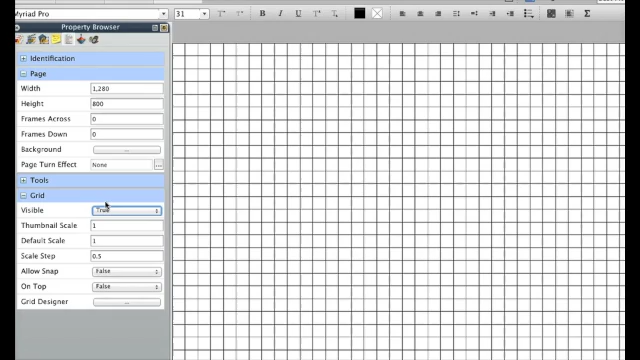 Myriad Pro 31 B I U T T Σ
Property Browser
Identification
Page
Width 1,280
Height 800
Frames Across 0
Frames Down 0
Background ...
Page Turn Effect None ...
Tools
Grid
Visible True
Thumbnail Scale 1
Default Scale 1
Scale Step 0.5
Allow Snap False
On Top False
Grid Designer ...